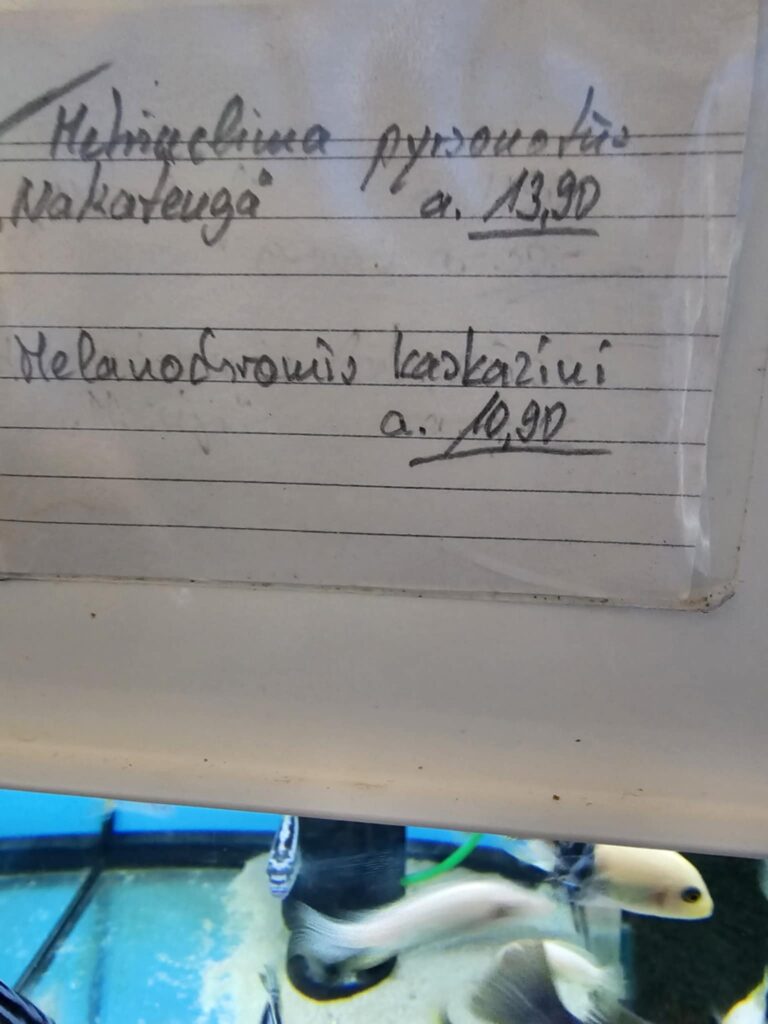 Metriaclima pyrsonotus
Nakatenga a. 13,90
Melanochromis kaskazini
a. 10,90